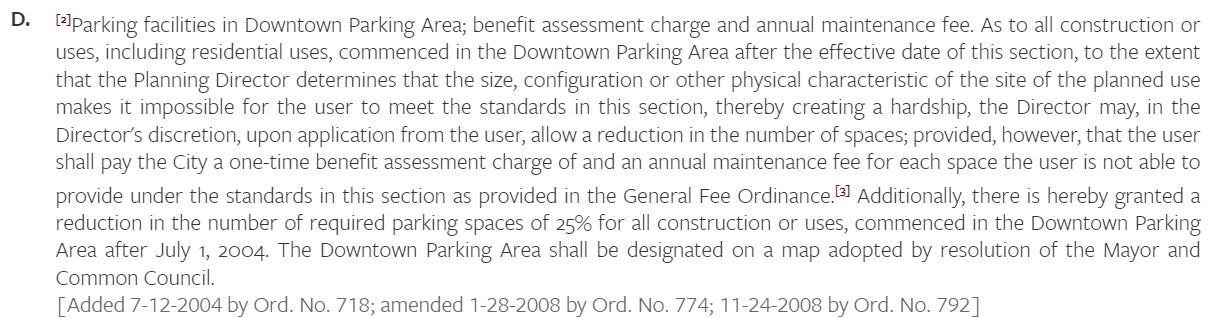 D. [2]Parking facilities in Downtown Parking Area; benefit assessment charge and annual maintenance fee. As to all construction or
uses, including residential uses, commenced in the Downtown Parking Area after the effective date of this section, to the extent
that the Planning Director determines that the size, configuration or other physical characteristic of the site of the planned use
makes it impossible for the user to meet the standards in this section, thereby creating a hardship, the Director may, in the
Director's discretion, upon application from the user, allow a reduction in the number of spaces; provided, however, that the user
shall pay the City a one-time benefit assessment charge of and an annual maintenance fee for each space the user is not able to
provide under the standards in this section as provided in the General Fee Ordinance.[3] Additionally, there is hereby granted a
reduction in the number of required parking spaces of 25% for all construction or uses, commenced in the Downtown Parking
Area after July 1, 2004. The Downtown Parking Area shall be designated on a map adopted by resolution of the Mayor and
Common Council.
[Added 7-12-2004 by Ord. No. 718; amended 1-28-2008 by Ord. No. 774; 11-24-2008 by Ord. No. 792]